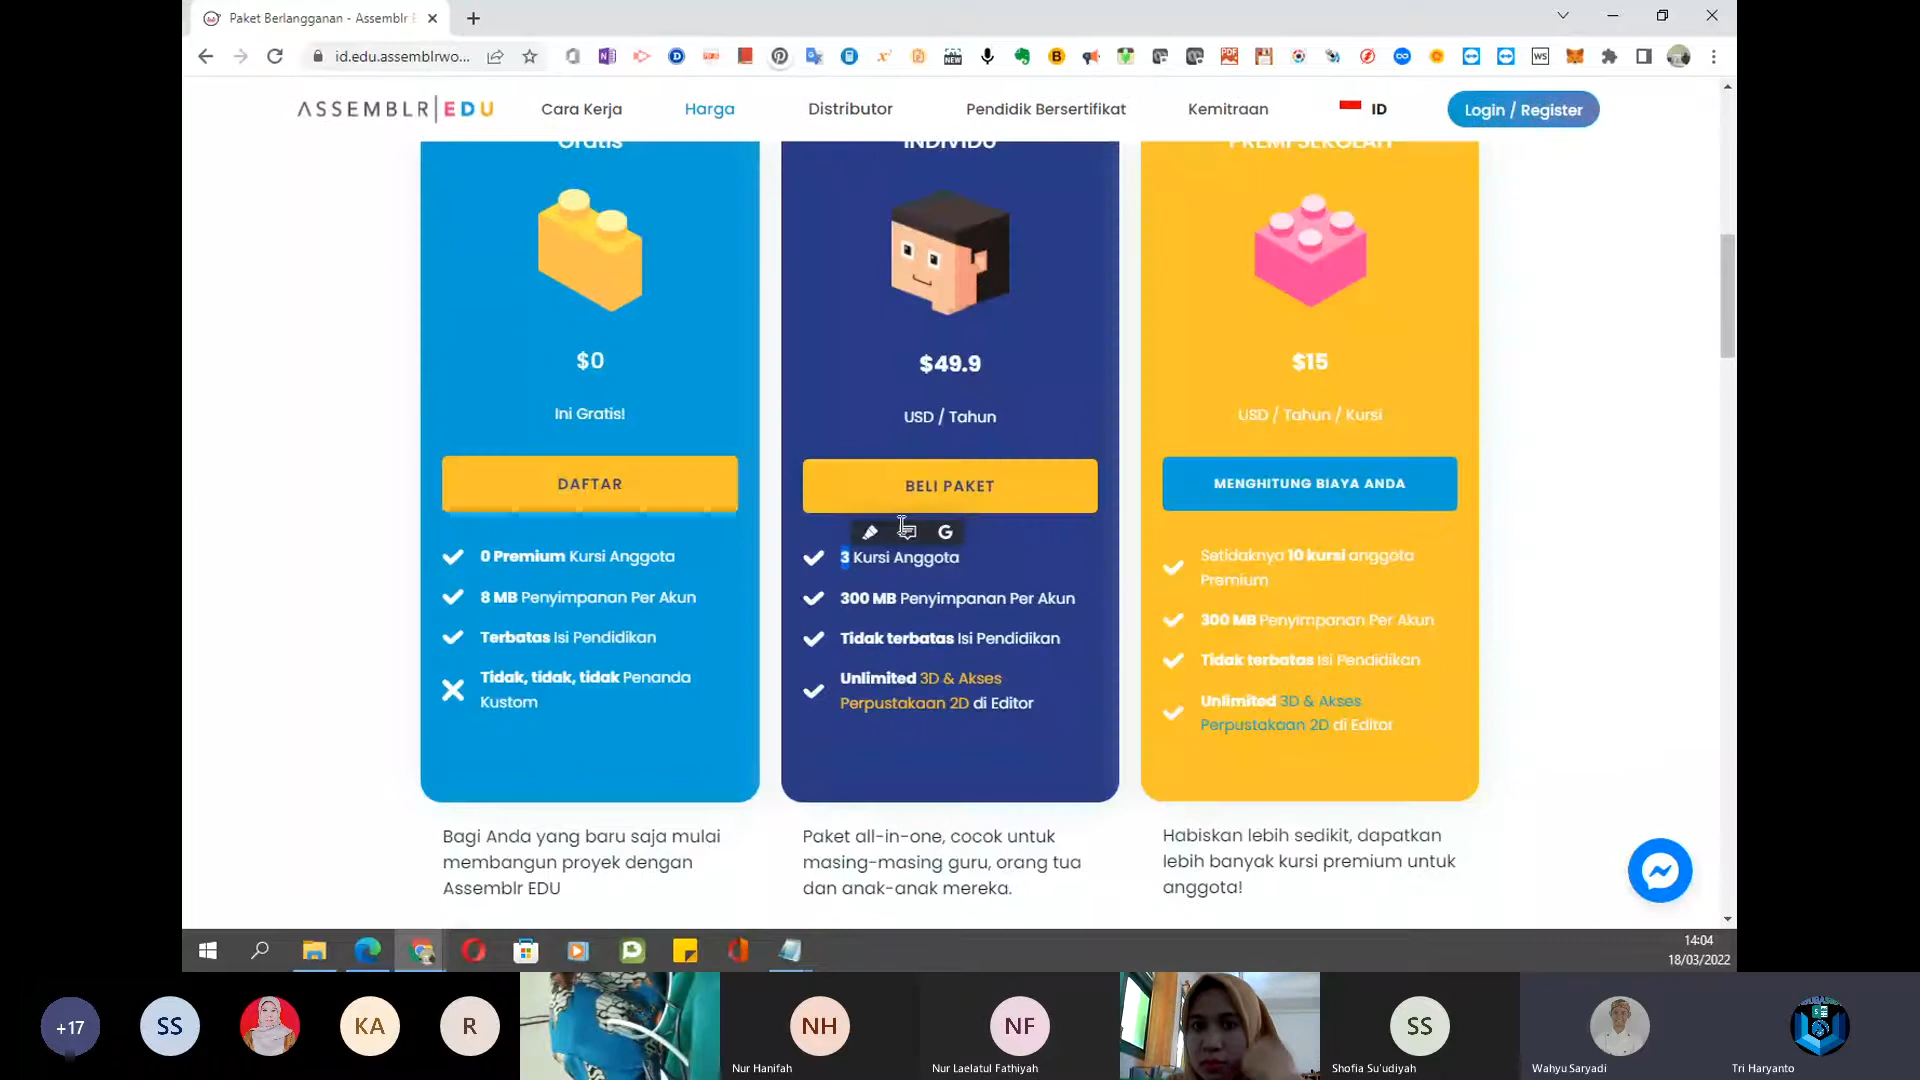 Paket Berlangganan - Assemblr E
id.edu.assemblrwo...
ASSEMBLR|EDU
Cara Kerja
Harga
Distributor
Pendidik Bersertifikat
Kemitraan
ID
Login / Register
Gratis
INDIVIDU
PREMI SEKOLAH
$0
$49.9
$15
Ini Gratis!
USD / Tahun
USD / Tahun / Kursi
DAFTAR
BELI PAKET
MENGHITUNG BIAYA ANDA
0 Premium Kursi Anggota
8 MB Penyimpanan Per Akun
Terbatas Isi Pendidikan
Tidak, tidak, tidak Penanda
Kustom
3 Kursi Anggota
300 MB Penyimpanan Per Akun
Tidak terbatas Isi Pendidikan
Unlimited 3D & Akses
Perpustakaan 2D di Editor
Setidaknya 10 kursi anggota
Premium
300 MB Penyimpanan Per Akun
Tidak terbatas Isi Pendidikan
Unlimited 3D & Akses
Perpustakaan 2D di Editor
Bagi Anda yang baru saja mulai
membangun proyek dengan
Assemblr EDU
Paket all-in-one, cocok untuk
masing-masing guru, orang tua
dan anak-anak mereka.
Habiskan lebih sedikit, dapatkan
lebih banyak kursi premium untuk
anggota!
14:04
18/03/2022
+17
SS
KA
R
NH
Nur Hanifah
NF
Nur Laelatul Fathiyah
SS
Shofia Su'udiyah
Wahyu Saryadi
Tri Haryanto